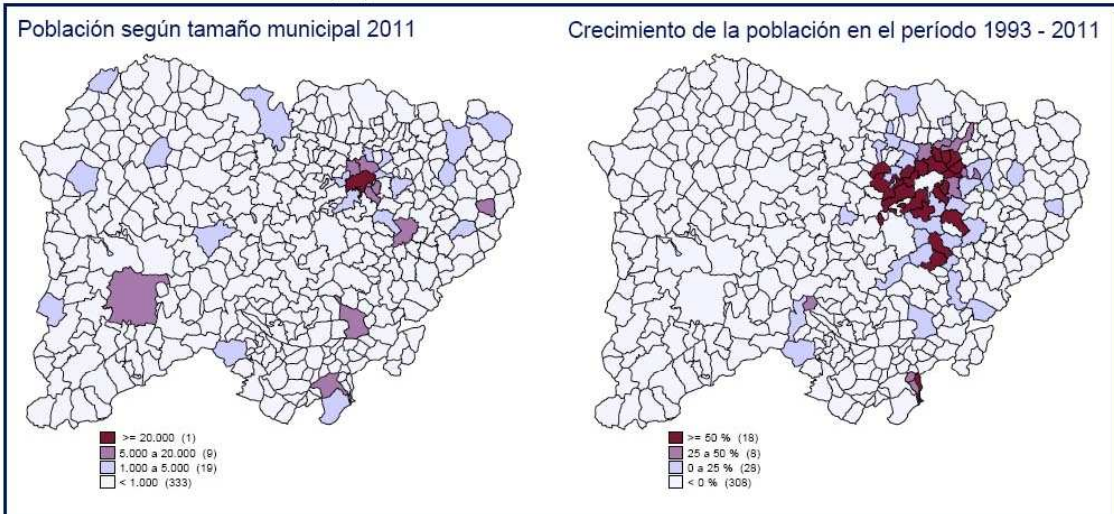 Población según tamaño municipal 2011
>= 20.000 (1)
5.000 a 20.000 (9)
1.000 a 5.000 (19)
< 1.000 (333)
Crecimiento de la población en el período 1993 - 2011
>= 50 % (18)
25 a 50 % (8)
0 a 25 % (28)
< 0 % (308)